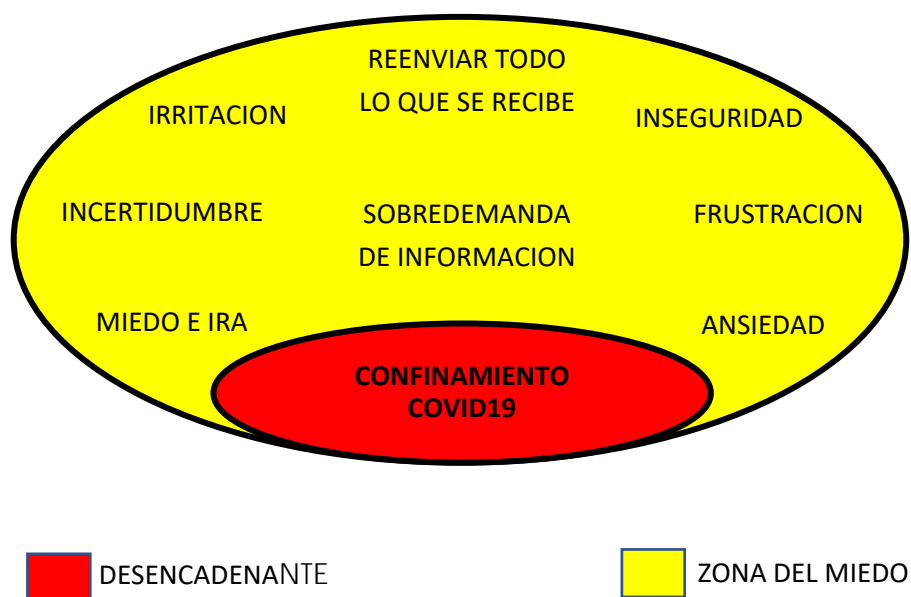 REENVIAR TODO
LO QUE SE RECIBE
IRRITACION
INSEGURIDAD
INCERTIDUMBRE
SOBREDEMANDA
DE INFORMACION
FRUSTRACION
MIEDO E IRA
ANSIEDAD
CONFINAMIENTO
COVID19
DESENCADENANTE
ZONA DEL MIEDO